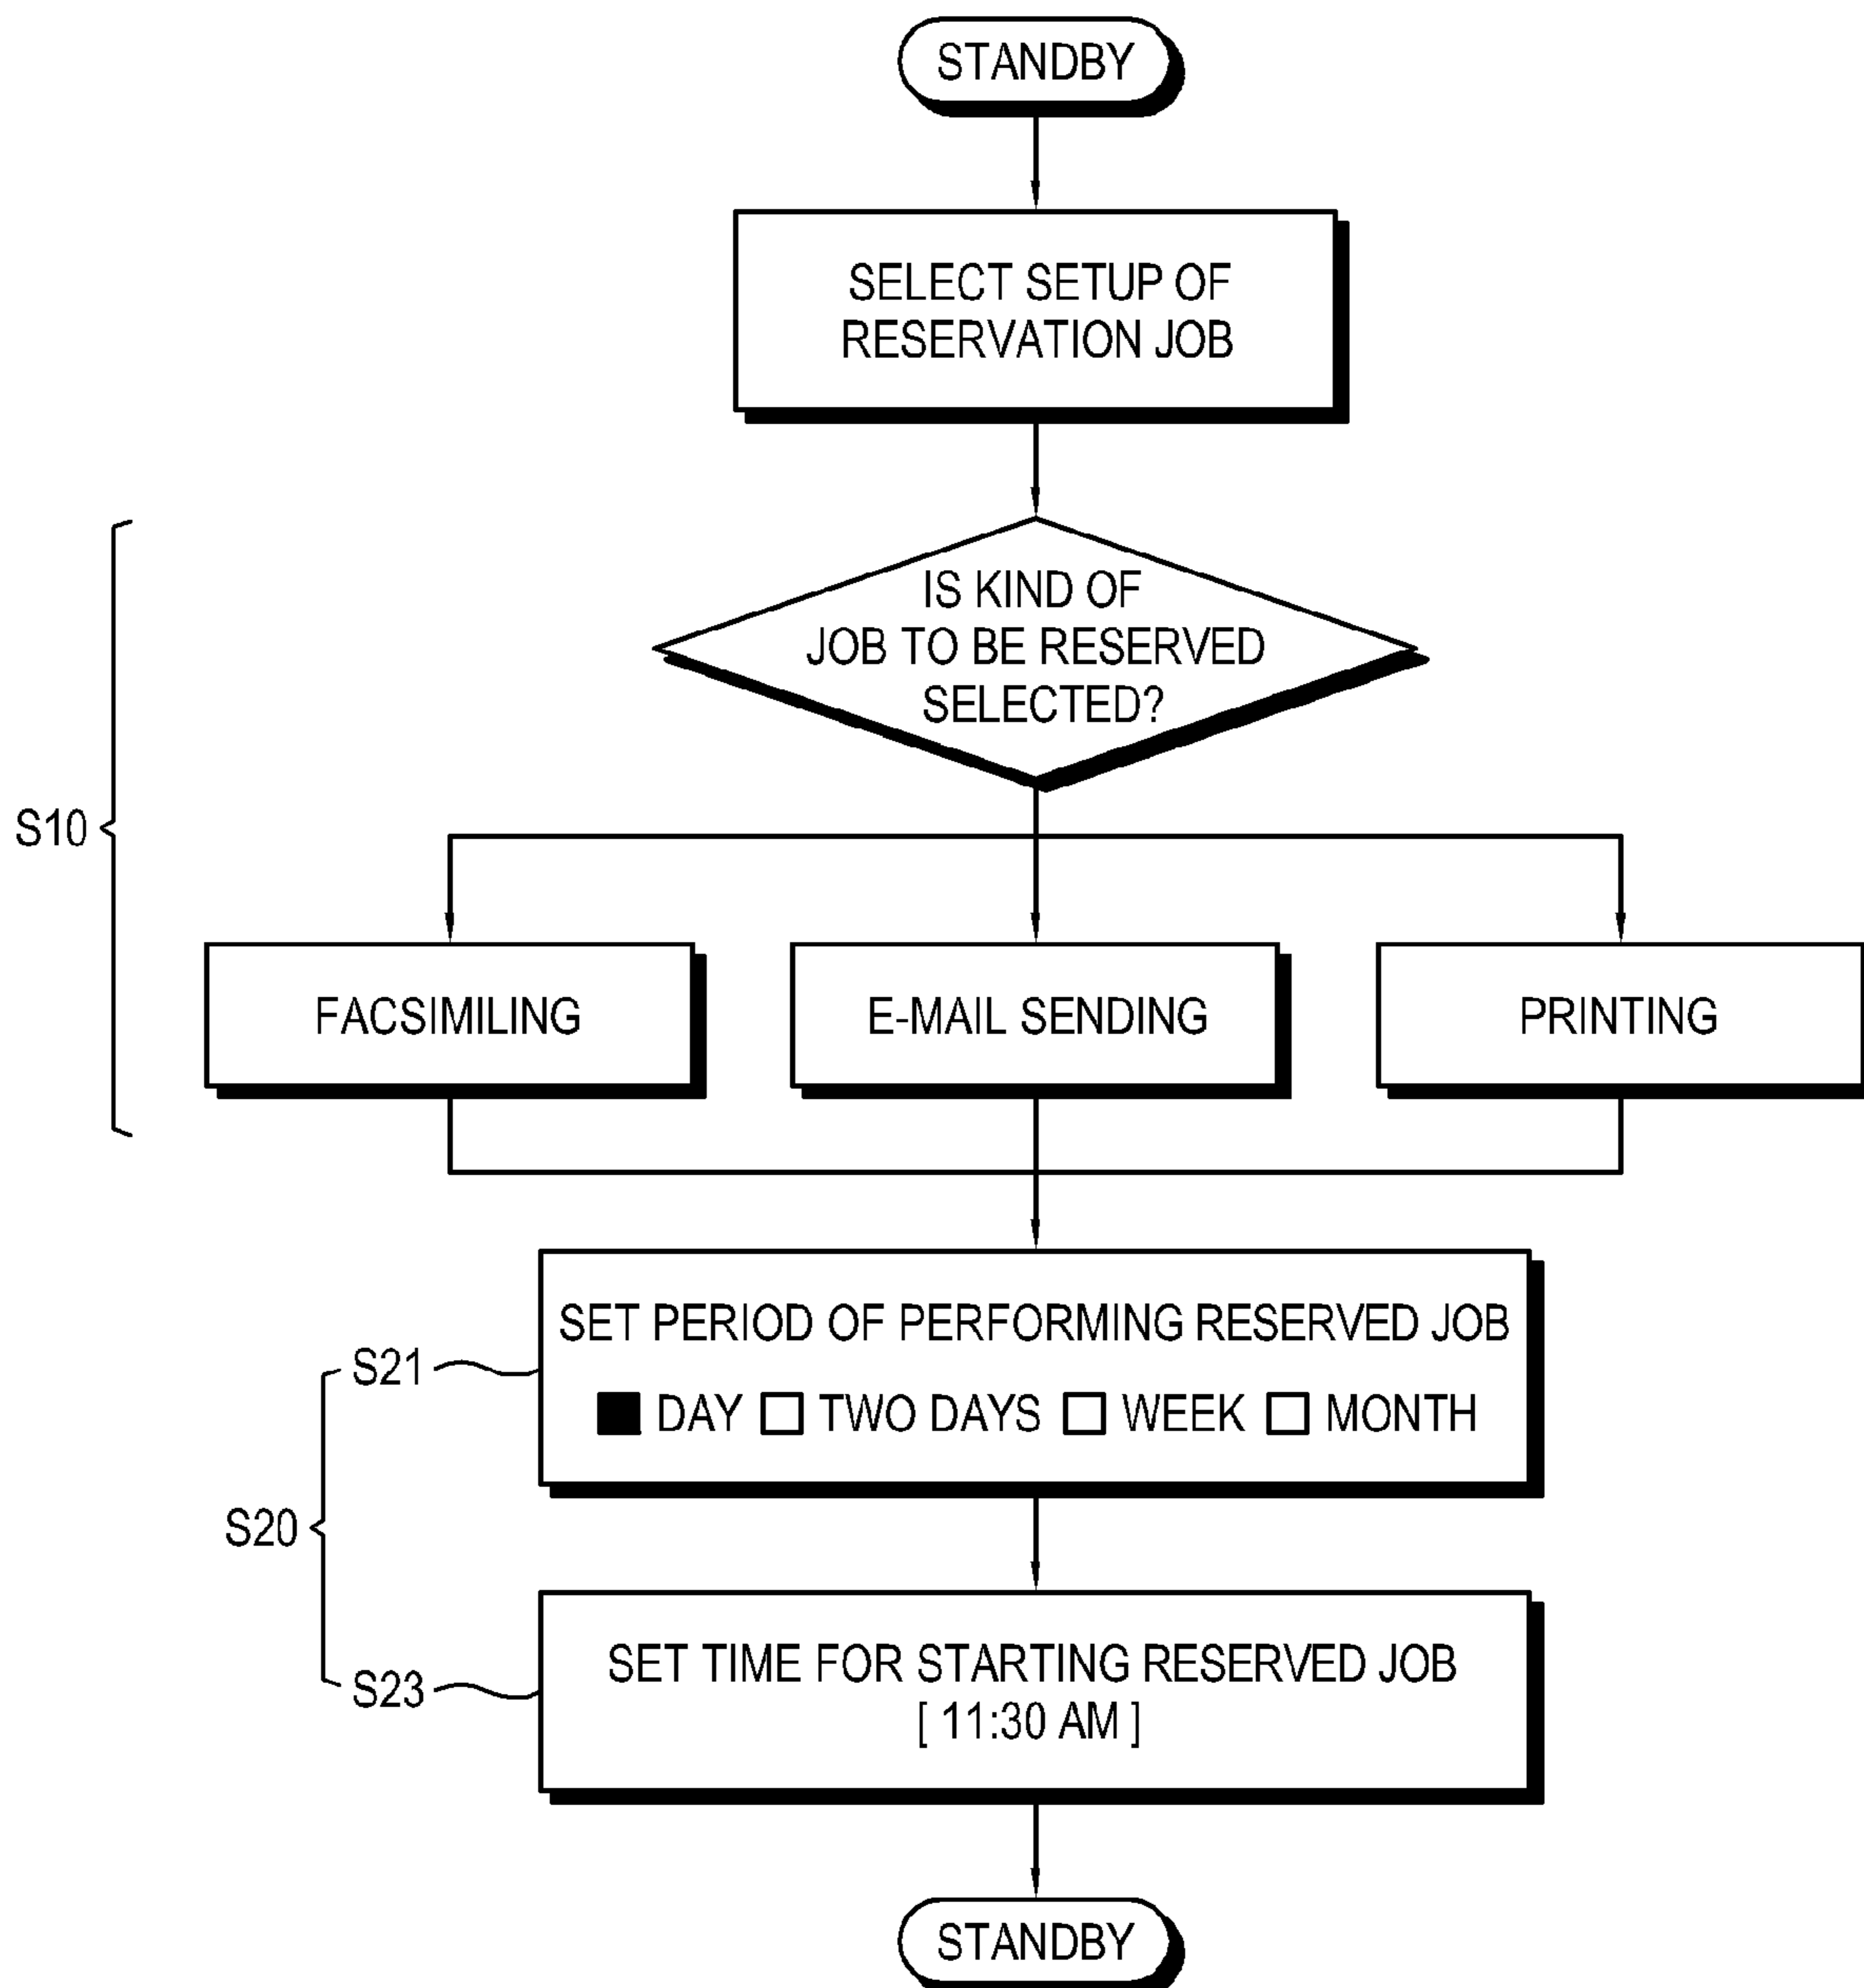 STANDBY
SELECT SETUP OF
RESERVATION JOB
IS KIND OF
JOB TO BE RESERVED
SELECTED?
S10
FACSIMILING
E-MAIL SENDING
PRINTING
SET PERIOD OF PERFORMING RESERVED JOB
S21
DAY TWO DAYS WEEK MONTH
S20
SET TIME FOR STARTING RESERVED JOB
S23
[ 11:30 AM ]
STANDBY